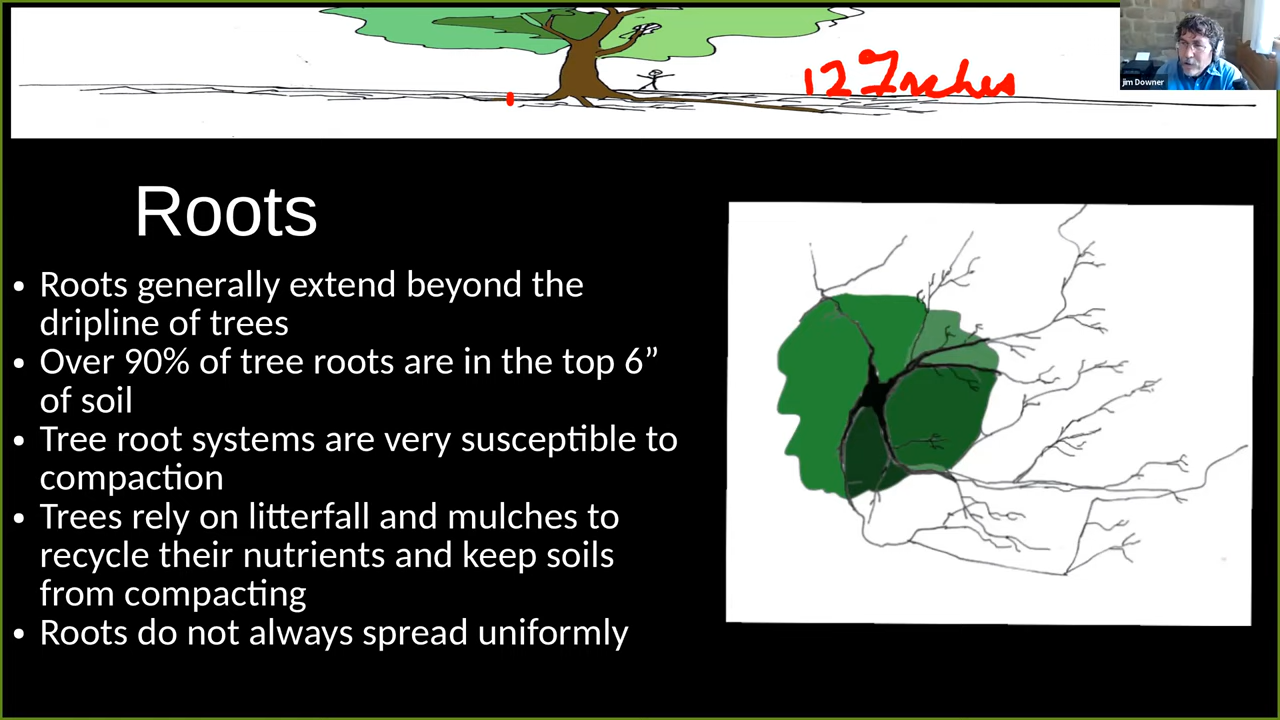 12 Inches
jim Downer
Roots
• Roots generally extend beyond the
dripline of trees
• Over 90% of tree roots are in the top 6”
of soil
• Tree root systems are very susceptible to
compaction
• Trees rely on litterfall and mulches to
recycle their nutrients and keep soils
from compacting
• Roots do not always spread uniformly